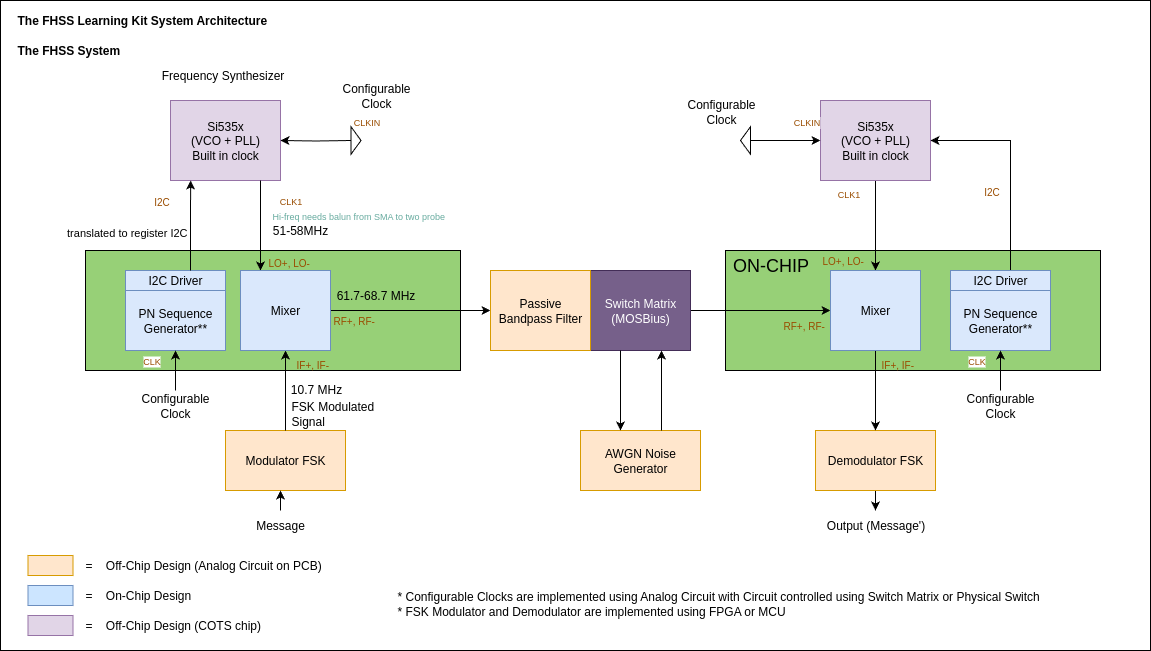 The FHSS Learning Kit System Architecture
The FHSS System
Frequency Synthesizer
Configurable
Clock
CLKIN
Si535x
(VCO + PLL)
Built in clock
I2C
CLK1
Hi-freq needs balun from SMA to two probe
51-58MHz
translated to register I2C
LO+, LO-
I2C Driver
PN Sequence
Generator**
Mixer
61.7-68.7 MHz
RF+, RF-
CLK
IF+, IF-
Configurable
Clock
10.7 MHz
FSK Modulated
Signal
Modulator FSK
Message
Passive
Bandpass Filter
Switch Matrix
(MOSBius)
AWGN Noise
Generator
Configurable
Clock
CLKIN
Si535x
(VCO + PLL)
Built in clock
CLK1
I2C
ON-CHIP
LO+, LO-
Mixer
RF+, RF-
I2C Driver
PN Sequence
Generator**
IF+, IF-
CLK
Configurable
Clock
Demodulator FSK
Output (Message')
= Off-Chip Design (Analog Circuit on PCB)
= On-Chip Design
= Off-Chip Design (COTS chip)
* Configurable Clocks are implemented using Analog Circuit with Circuit controlled using Switch Matrix or Physical Switch
* FSK Modulator and Demodulator are implemented using FPGA or MCU